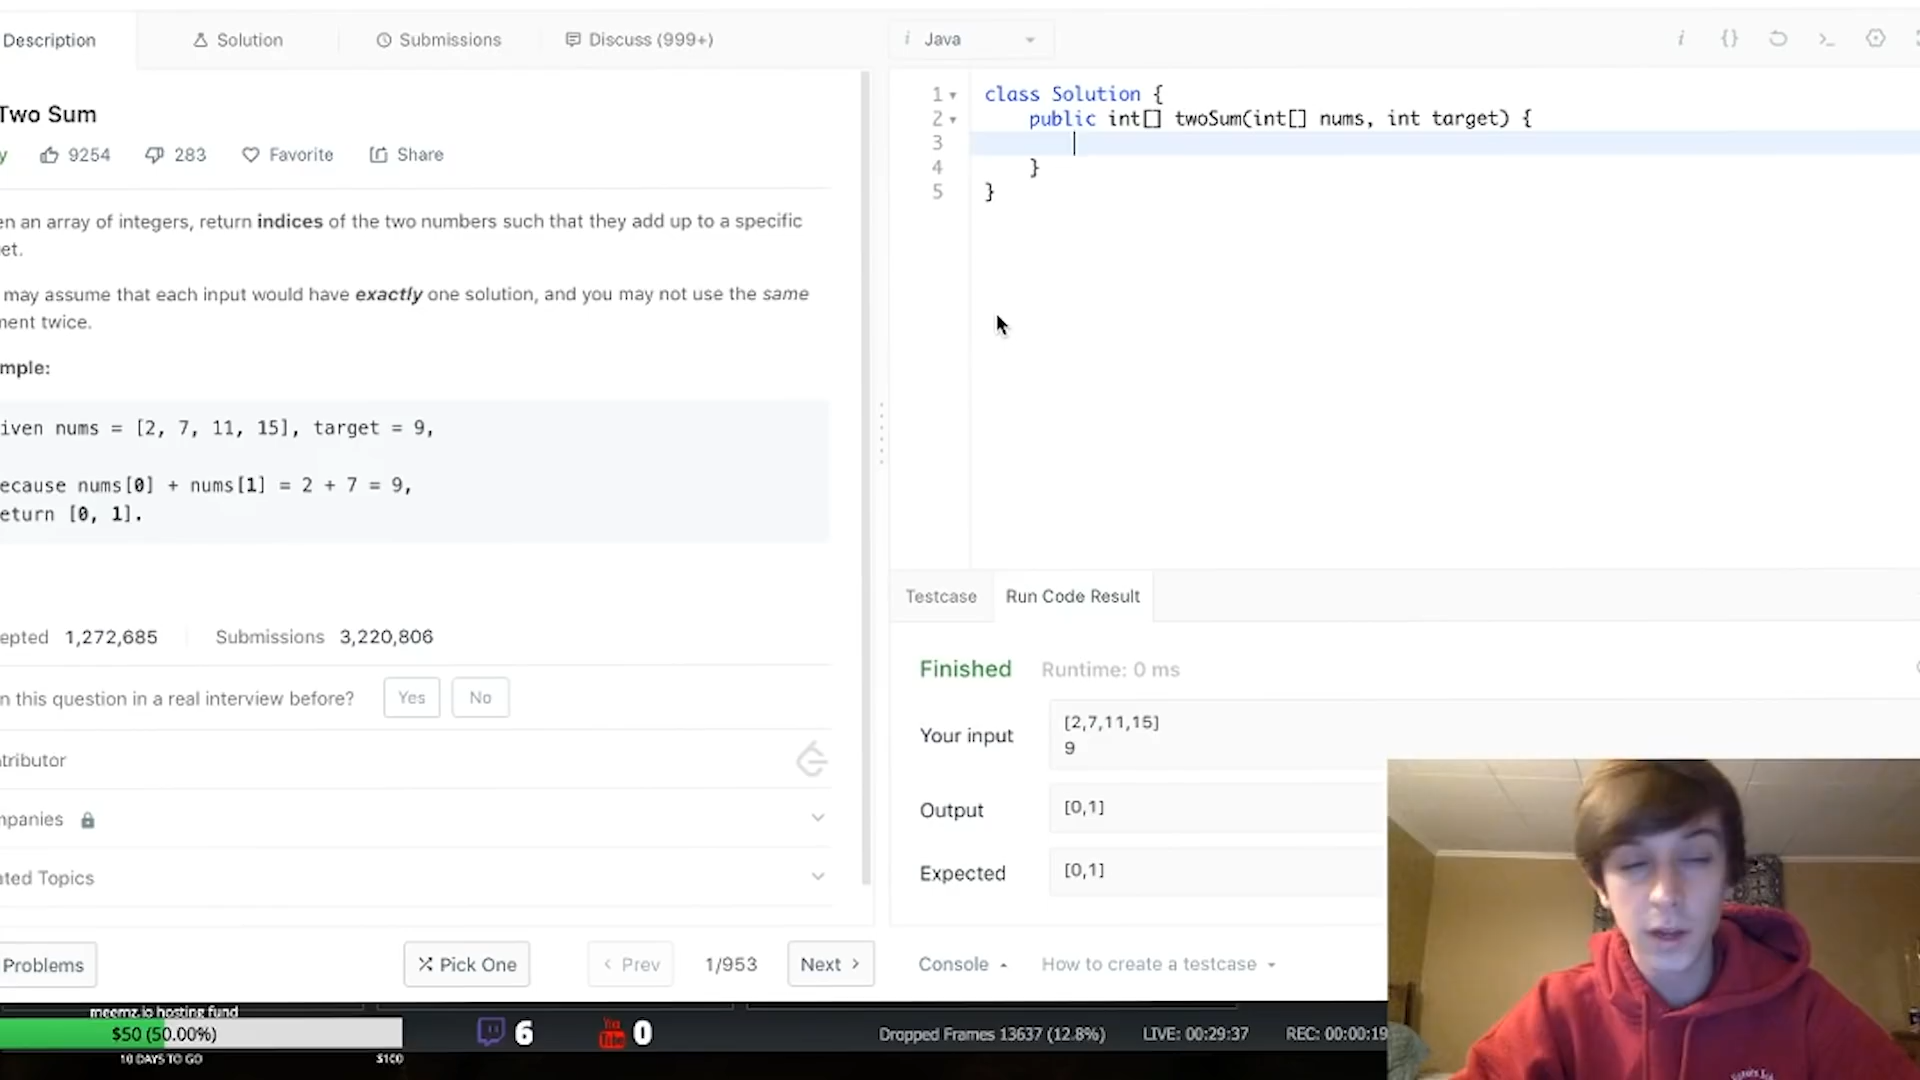 Description
Solution
Submissions
Discuss (999+)
Two Sum
y 9254 283 Favorite Share
en an array of integers, return indices of the two numbers such that they add up to a specific
et.
may assume that each input would have exactly one solution, and you may not use the same
ment twice.
mple:
iven nums = [2, 7, 11, 15], target = 9,
ecause nums[0] + nums[1] = 2 + 7 = 9,
eturn [0, 1].
epted 1,272,685 Submissions 3,220,806
n this question in a real interview before? Yes No
tributor
mpanies
ated Topics
Problems
Pick One
< Prev
1/953
Next >
i Java
i {} >_
1 class Solution {
2 public int[] twoSum(int[] nums, int target) {
3
4 }
5 }
Testcase
Run Code Result
Finished Runtime: 0 ms
Your input
[2,7,11,15]
9
Output
[0,1]
Expected
[0,1]
Console
How to create a testcase
meemz.io hosting fund
$50 (50.00%)
10 DAYS TO GO $100
6
You Tube 0
Dropped Frames 13637 (12.8%) LIVE: 00:29:37 REC: 00:00:19